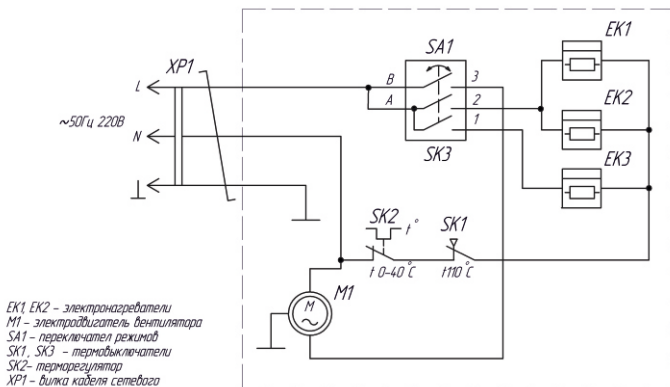 EK1
SA1
XP1
B
3
L
A
2
EK2
~50Гц 220В
1
N
SK3
EK3
SK2
t°
SK1
t 0-40°C
t110°C
M1
M
~
EK1, EK2 - электронагреватели
M1 - электродвигатель вентилятора
SA1 - переключател режимов
SK1, SK3 - термовыключатели
SK2- терморегулятор
XP1 - вилка кабеля сетевого